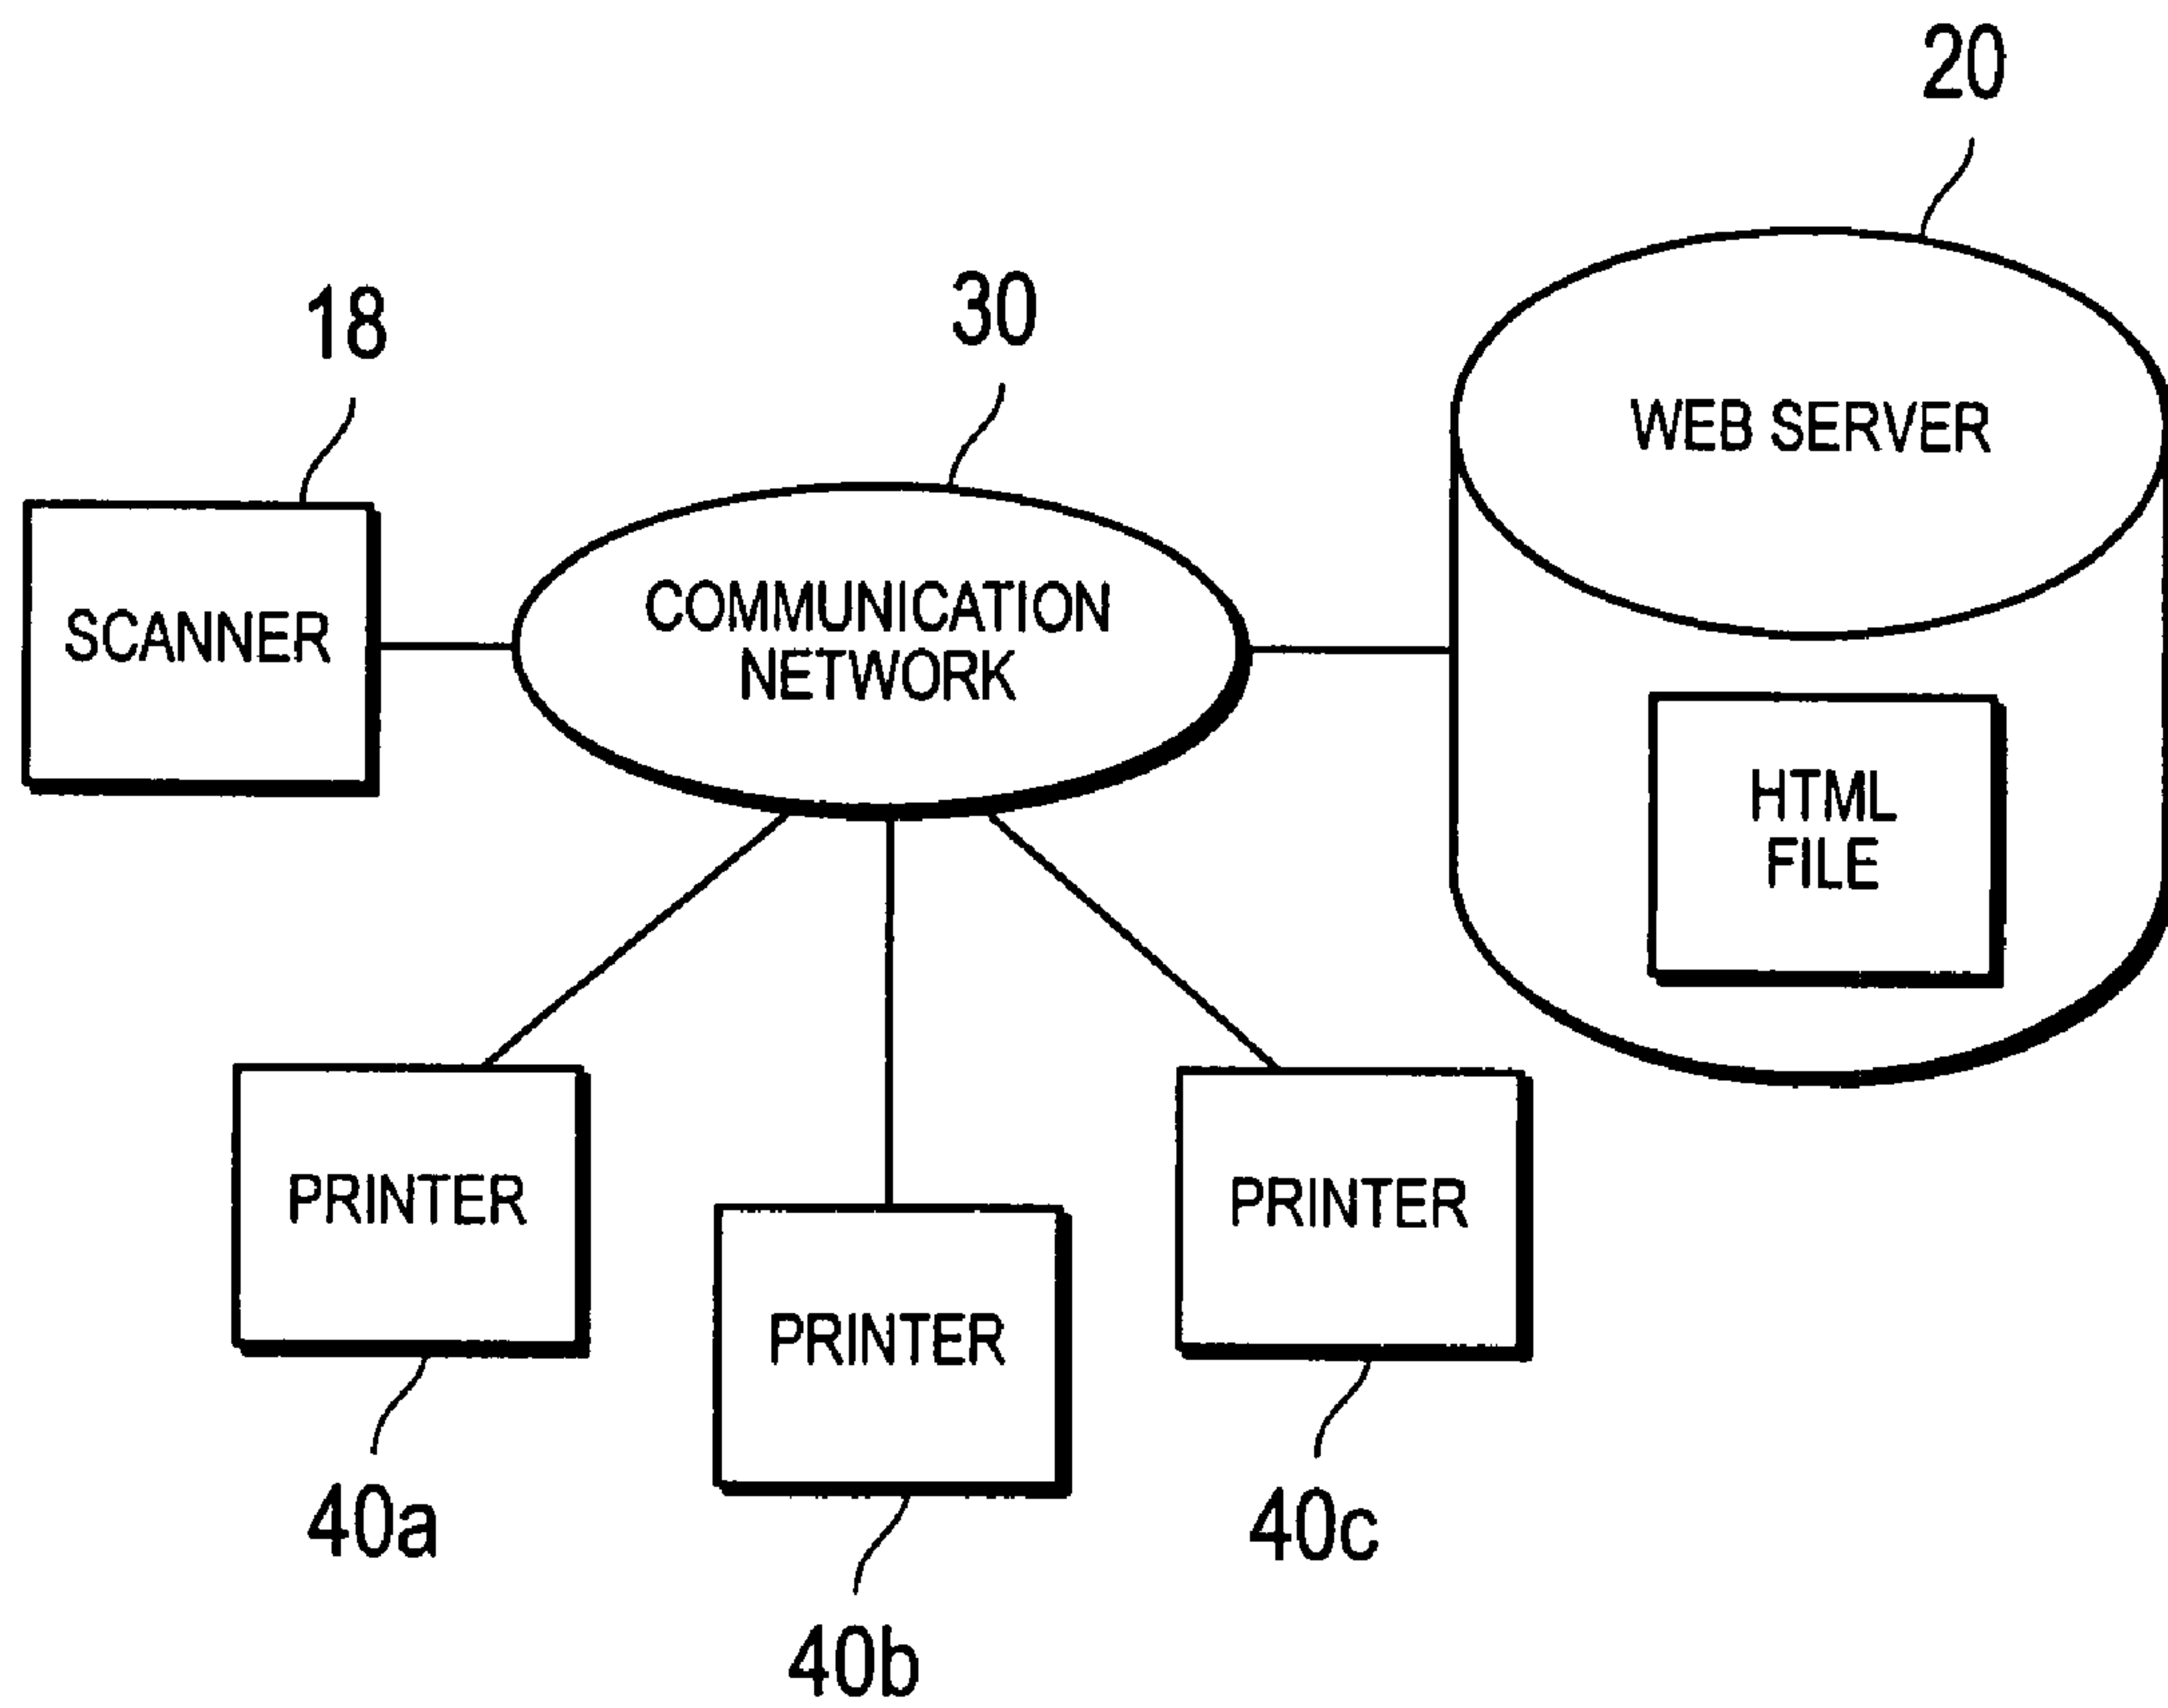 20
18
30
WEB SERVER
SCANNER
COMMUNICATION
NETWORK
HTML
FILE
PRINTER
PRINTER
PRINTER
40a
40b
40c